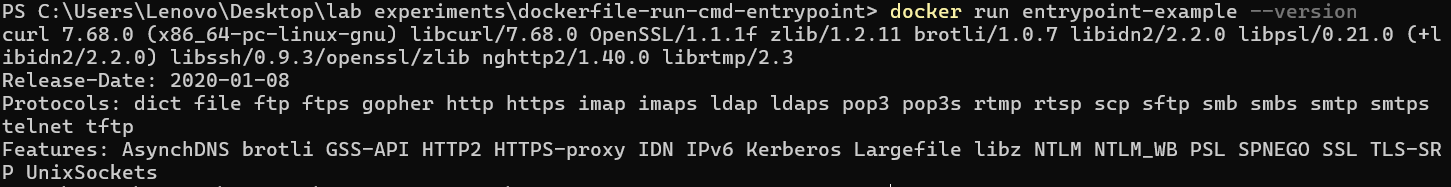 PS C:\Users\Lenovo\Desktop\lab experiments\dockerfile-run-cmd-entrypoint> docker run entrypoint-example --version
curl 7.68.0 (x86_64-pc-linux-gnu) libcurl/7.68.0 OpenSSL/1.1.1f zlib/1.2.11 brotli/1.0.7 libidn2/2.2.0 libpsl/0.21.0 (+l
ibidn2/2.2.0) libssh/0.9.3/openssl/zlib nghttp2/1.40.0 librtmp/2.3
Release-Date: 2020-01-08
Protocols: dict file ftp ftps gopher http https imap imaps ldap ldaps pop3 pop3s rtmp rtsp scp sftp smb smbs smtp smtps
telnet tftp
Features: AsynchDNS brotli GSS-API HTTP2 HTTPS-proxy IDN IPv6 Kerberos Largefile libz NTLM NTLM_WB PSL SPNEGO SSL TLS-SR
P UnixSockets